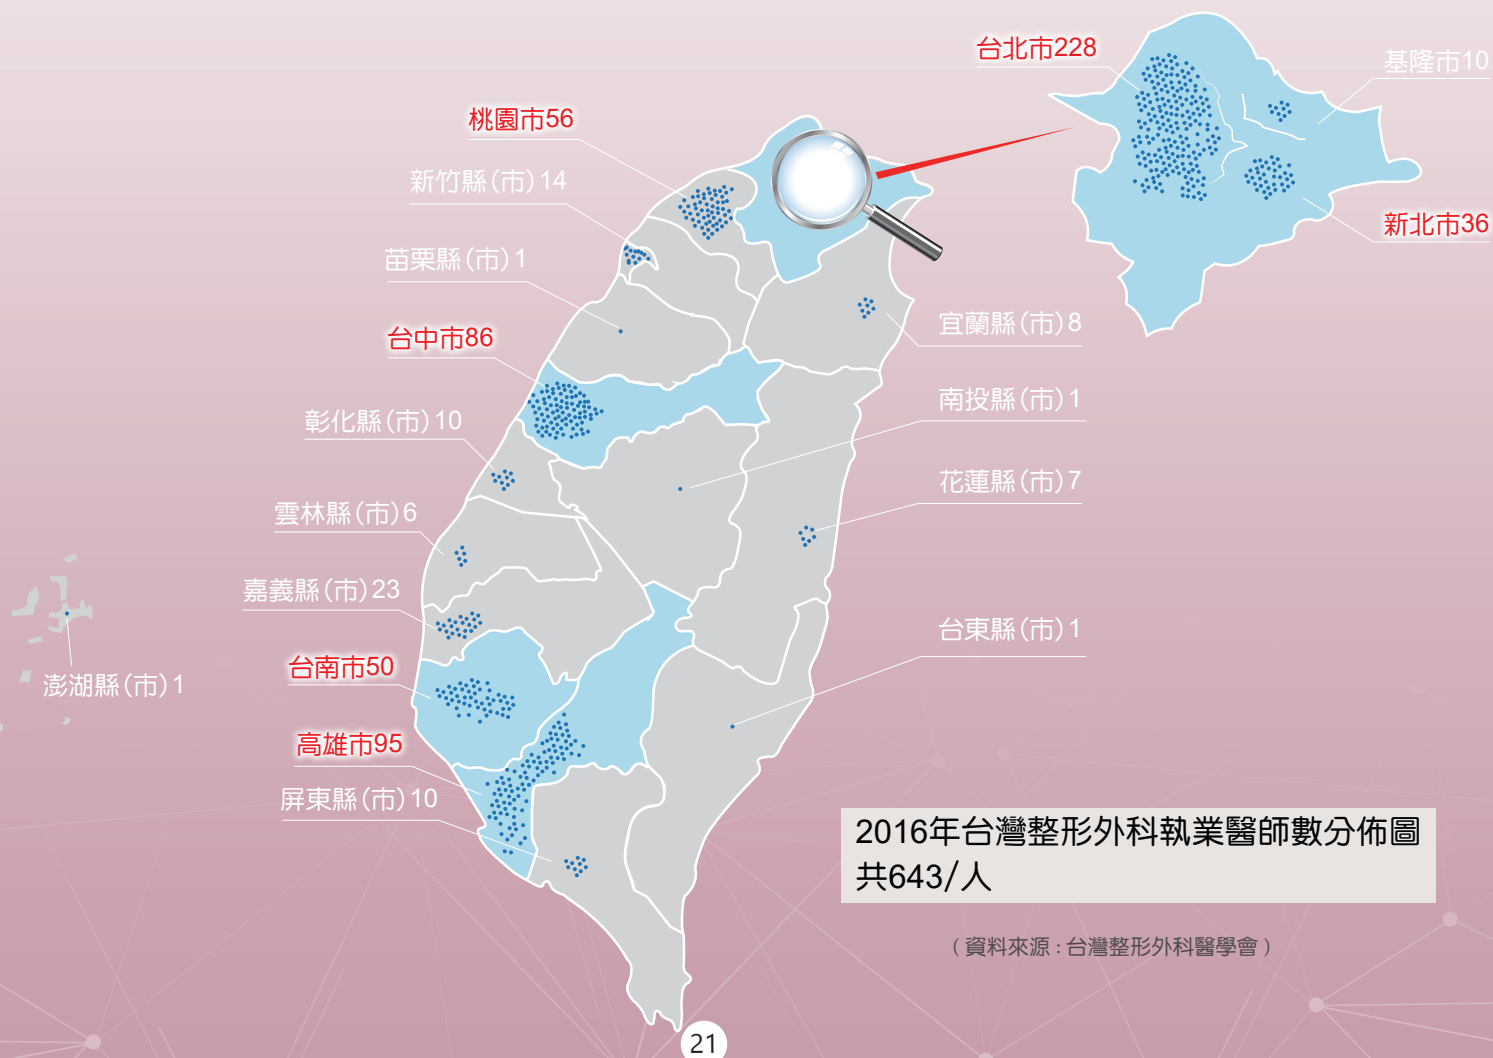 台北市228
基隆市10
桃園市56
新竹縣(市)14
新北市36
苗栗縣(市)1
宜蘭縣(市)8
台中市86
南投縣(市)1
彰化縣(市)10
花蓮縣(市)7
雲林縣(市)6
嘉義縣(市)23
台東縣(市)1
台南市50
澎湖縣(市)1
高雄市95
屏東縣(市)10
2016年台灣整形外科執業醫師數分佈圖
共643/人
(資料來源:台灣整形外科醫學會)
21